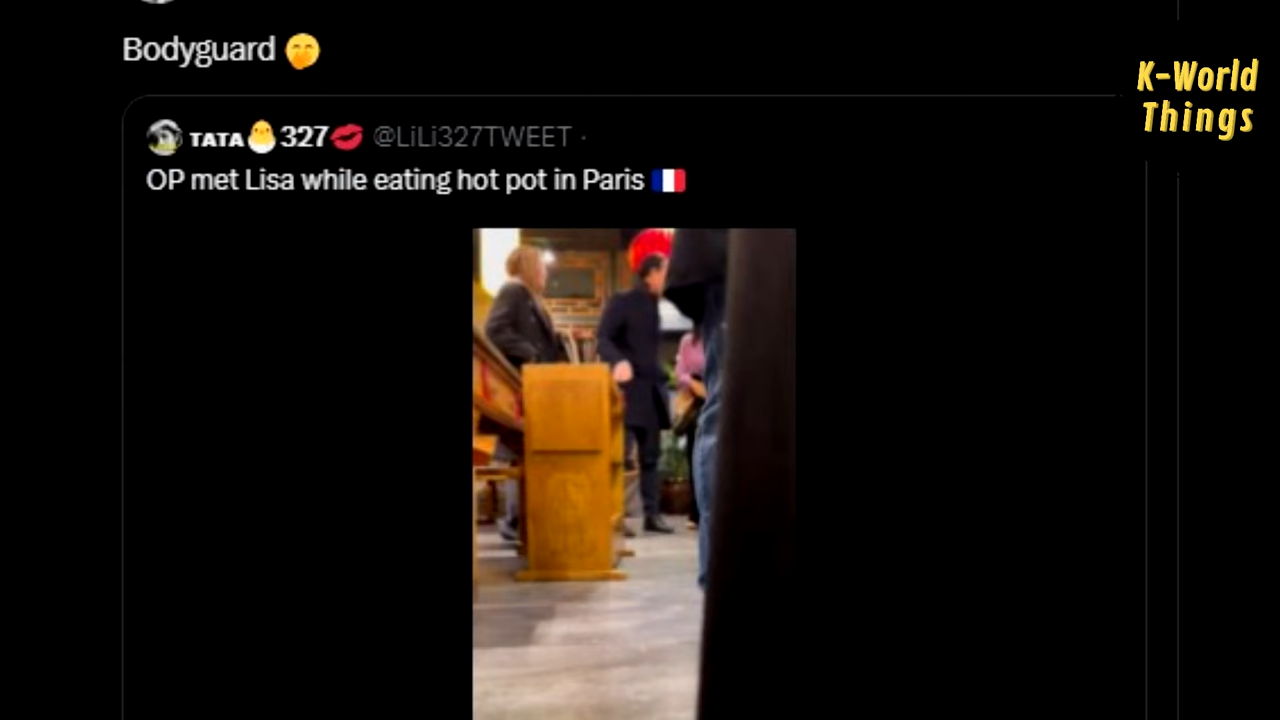 Bodyguard 🤭
K-World
Things
TATA🐣327💋 @LiLi327TWEET ·
OP met Lisa while eating hot pot in Paris 🇫🇷